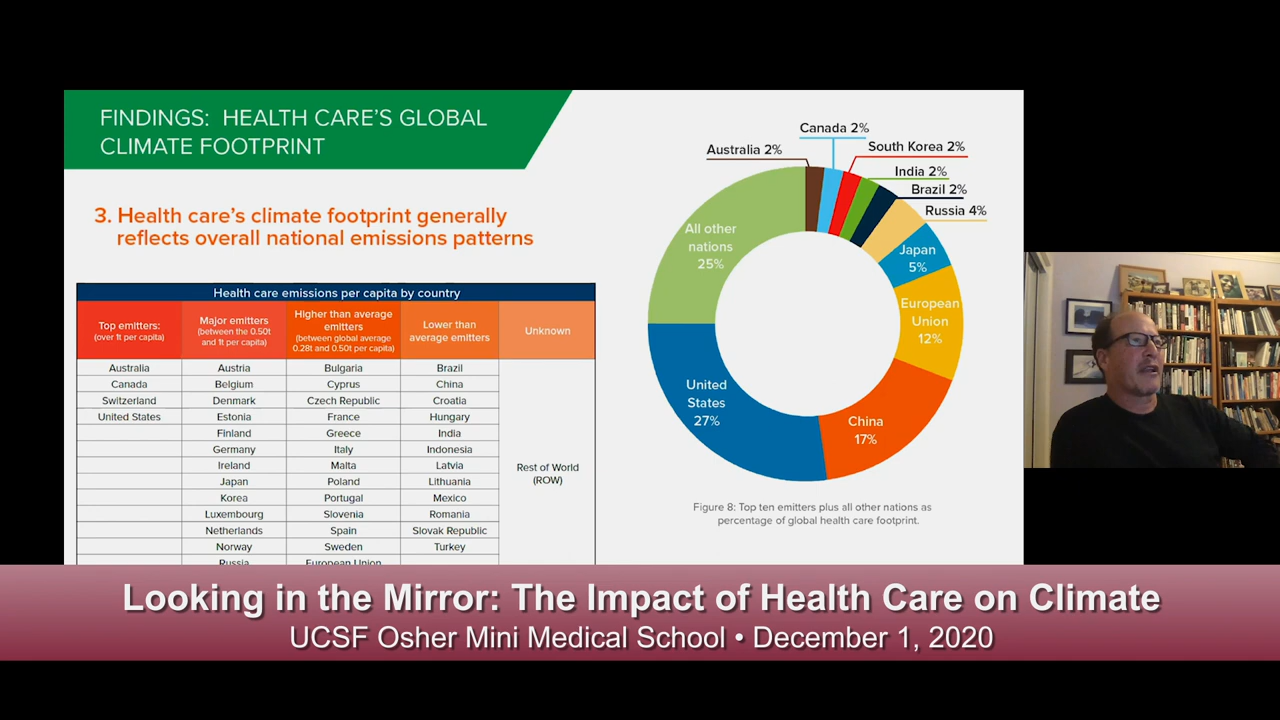 FINDINGS: HEALTH CARE'S GLOBAL
CLIMATE FOOTPRINT
3. Health care's climate footprint generally
reflects overall national emissions patterns
Health care emissions per capita by country
Top emitters:
(over 1t per capita)
Major emitters
(between the 0.50t
and 1t per capita)
Higher than average
emitters
(between global average
0.28t and 0.50t per capita)
Lower than
average emitters
Unknown
Australia Austria Bulgaria Brazil
Canada Belgium Cyprus China
Switzerland Denmark Czech Republic Croatia
United States Estonia France Hungary
Finland Greece India
Germany Italy Indonesia
Ireland Malta Latvia
Japan Poland Lithuania
Korea Portugal Mexico
Luxembourg Slovenia Romania
Netherlands Spain Slovak Republic
Norway Sweden Turkey
Russia European Union
Rest of World
(ROW)
Canada 2%
Australia 2%
South Korea 2%
India 2%
Brazil 2%
Russia 4%
Japan
5%
European
Union
12%
China
17%
United
States
27%
All other
nations
25%
Figure 8: Top ten emitters plus all other nations as
percentage of global health care footprint.
Looking in the Mirror: The Impact of Health Care on Climate
UCSF Osher Mini Medical School • December 1, 2020